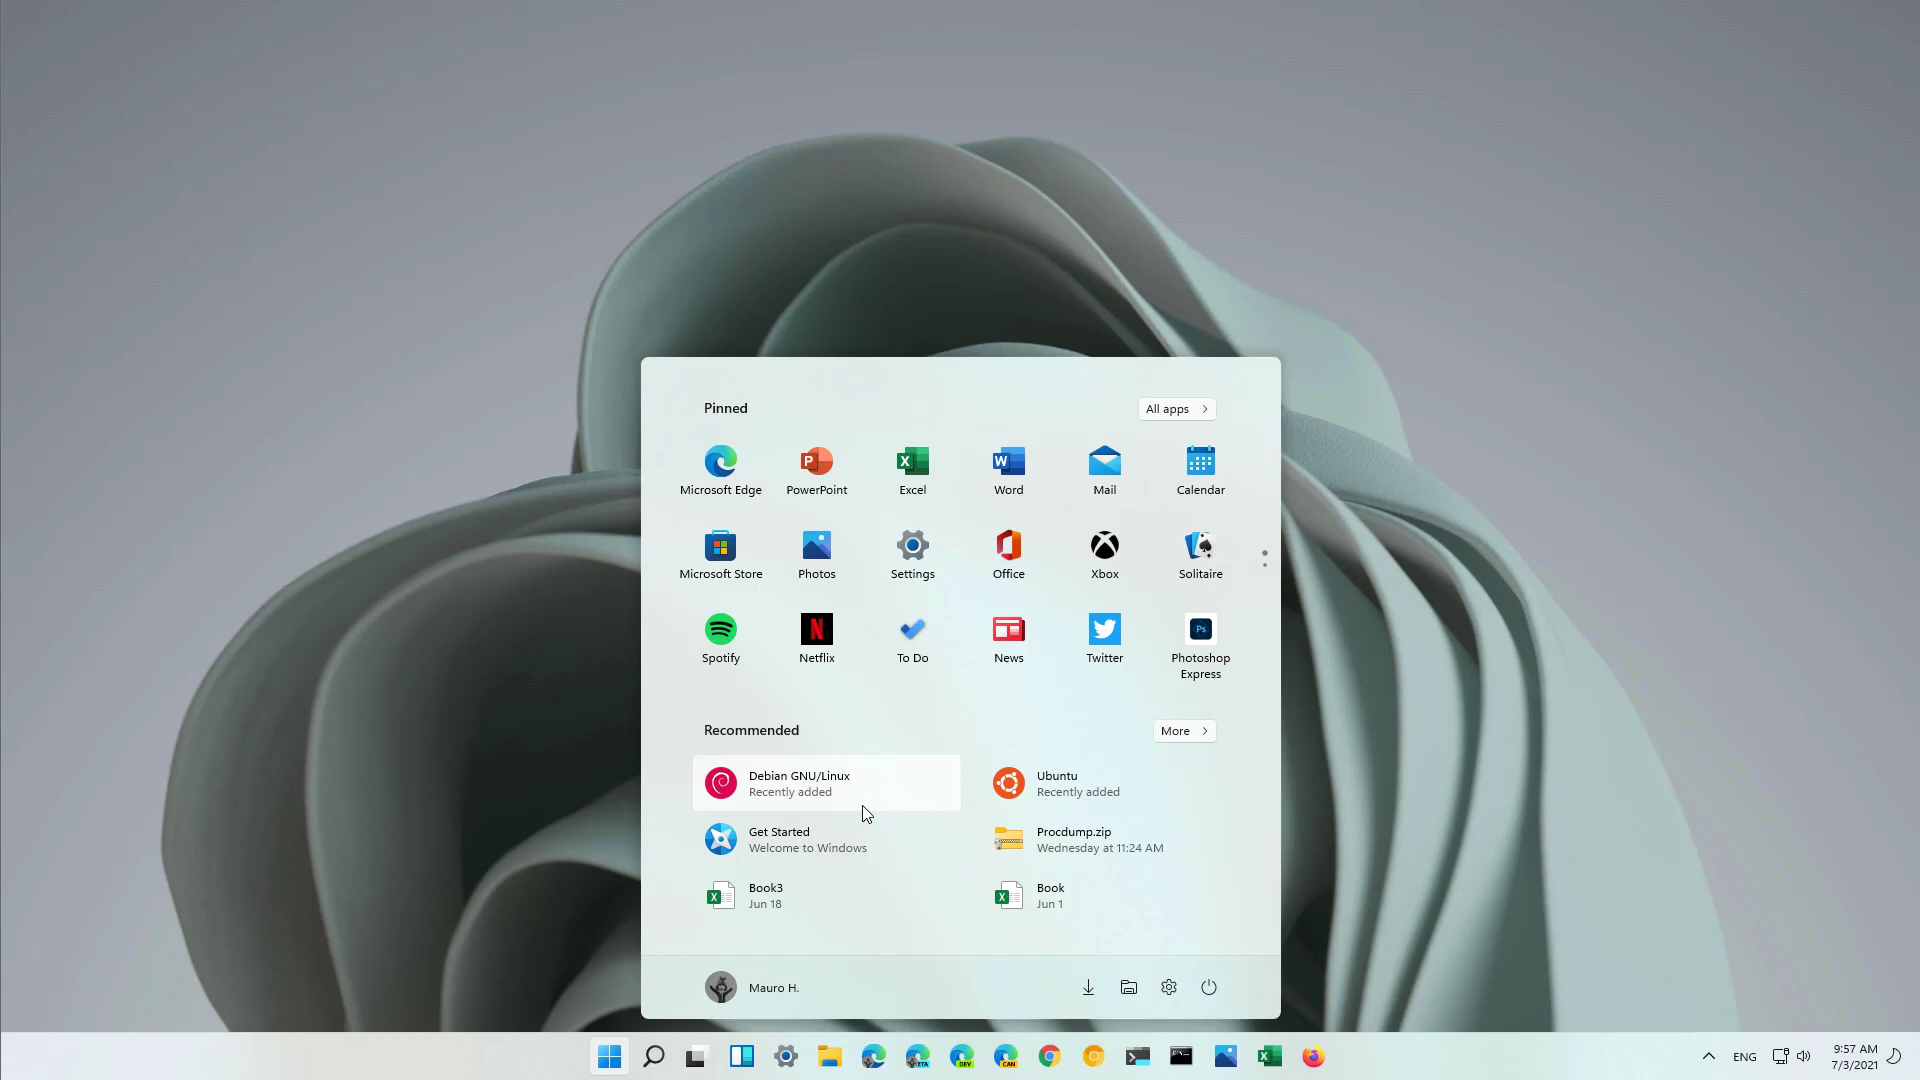 Pinned
All apps
Microsoft Edge
PowerPoint
Excel
Word
Mail
Calendar
Microsoft Store
Photos
Settings
Office
Xbox
Solitaire
Spotify
Netflix
To Do
News
Twitter
Photoshop
Express
Recommended
More
Debian GNU/Linux
Recently added
Ubuntu
Recently added
Get Started
Welcome to Windows
Procdump.zip
Wednesday at 11:24 AM
Book3
Jun 18
Book
Jun 1
Mauro H.
BETA
DEV
CAN
ENG
9:57 AM
7/3/2021